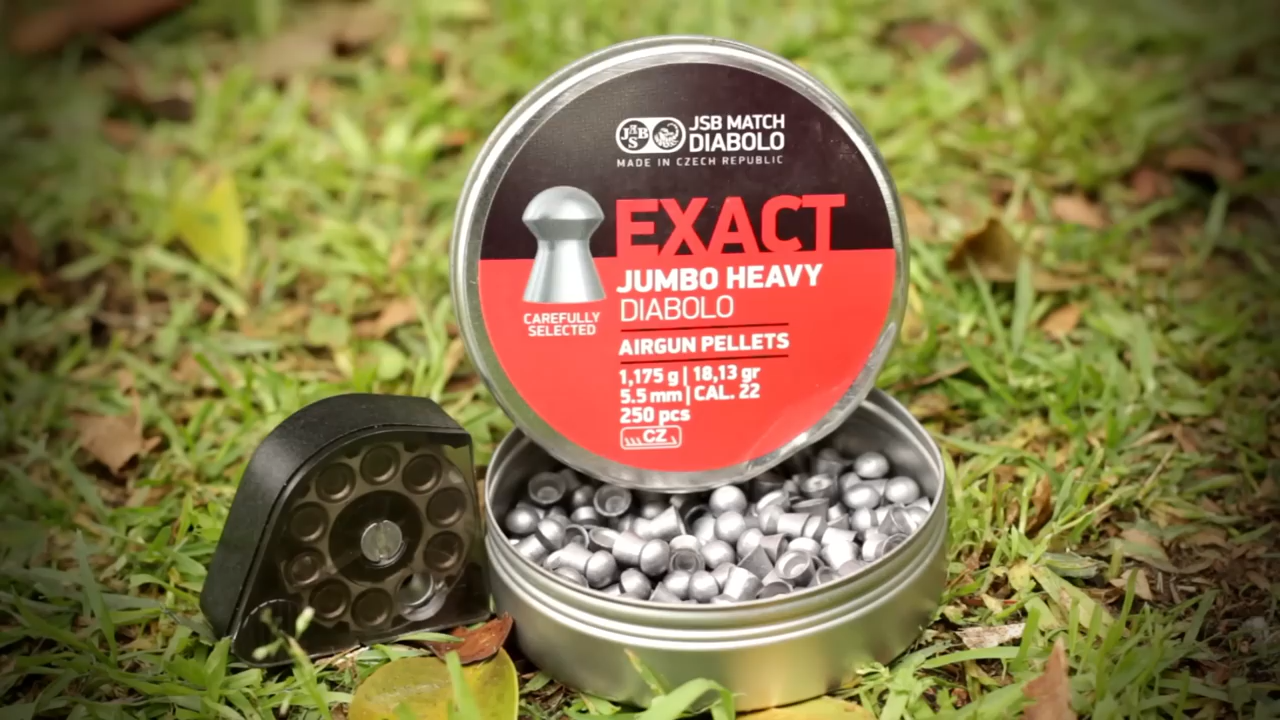 JSB
JSB MATCH
DIABOLO
MADE IN CZECH REPUBLIC
EXACT
JUMBO HEAVY
DIABOLO
CAREFULLY
SELECTED
AIRGUN PELLETS
1,175 g | 18,13 gr
5.5 mm | CAL. 22
250 pcs
CZ